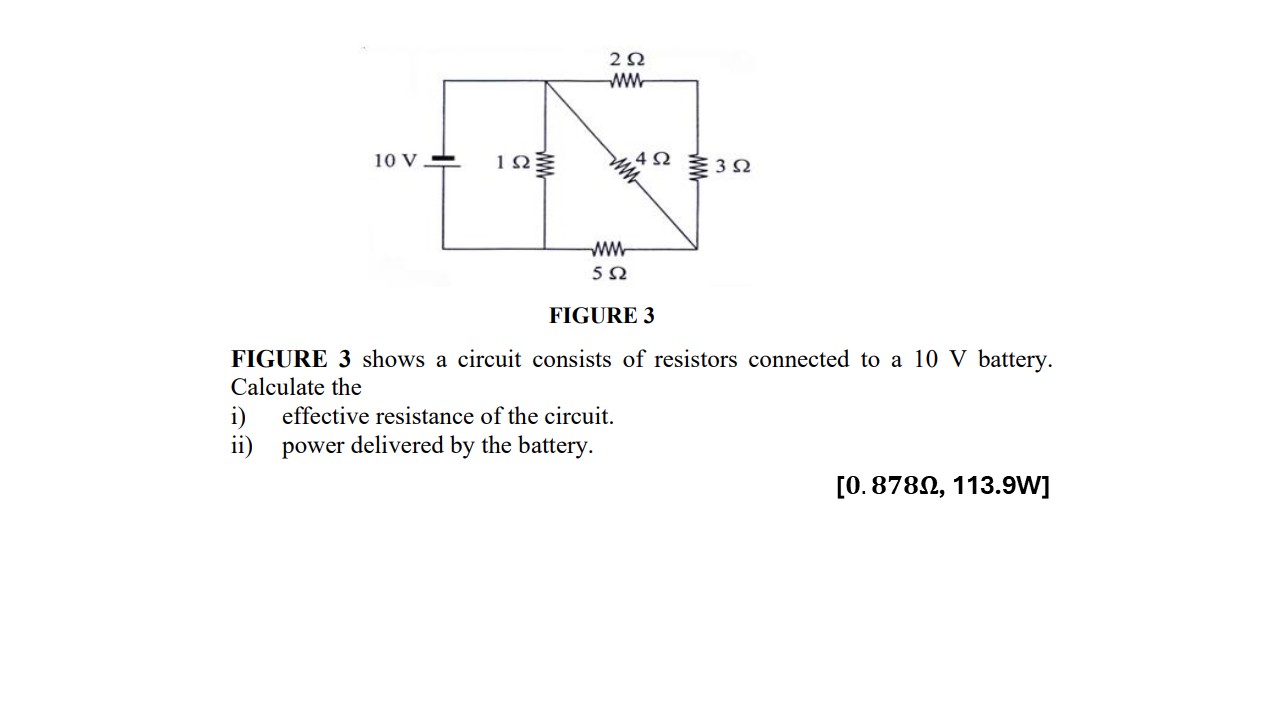 2 Ω
10 V
1 Ω
4 Ω
3 Ω
5 Ω
FIGURE 3
FIGURE 3 shows a circuit consists of resistors connected to a 10 V battery.
Calculate the
i) effective resistance of the circuit.
ii) power delivered by the battery.
[0.878Ω, 113.9W]